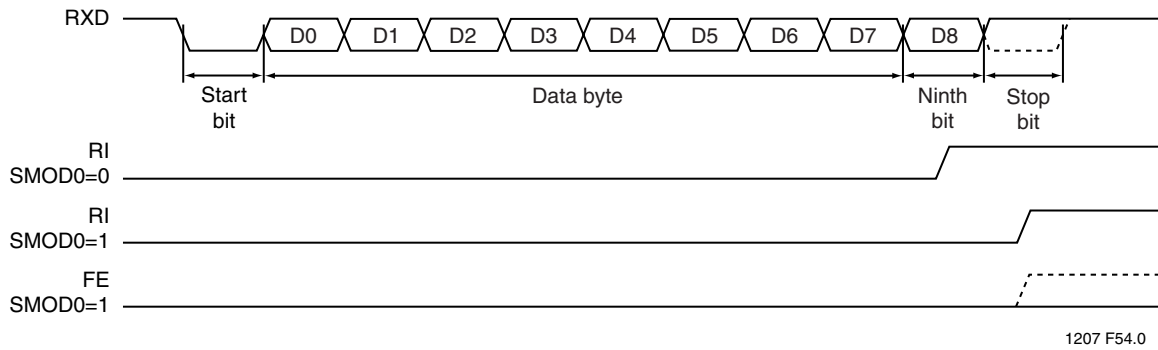 RXD
D0 D1 D2 D3 D4 D5 D6 D7 D8
Start
bit
Data byte
Ninth
bit
Stop
bit
RI
SMOD0=0
RI
SMOD0=1
FE
SMOD0=1
1207 F54.0